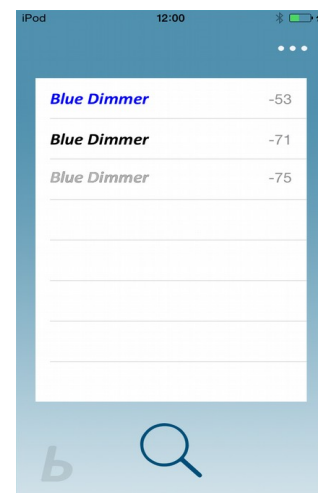 iPod 12:00
...
Blue Dimmer -53
Blue Dimmer -71
Blue Dimmer -75
b